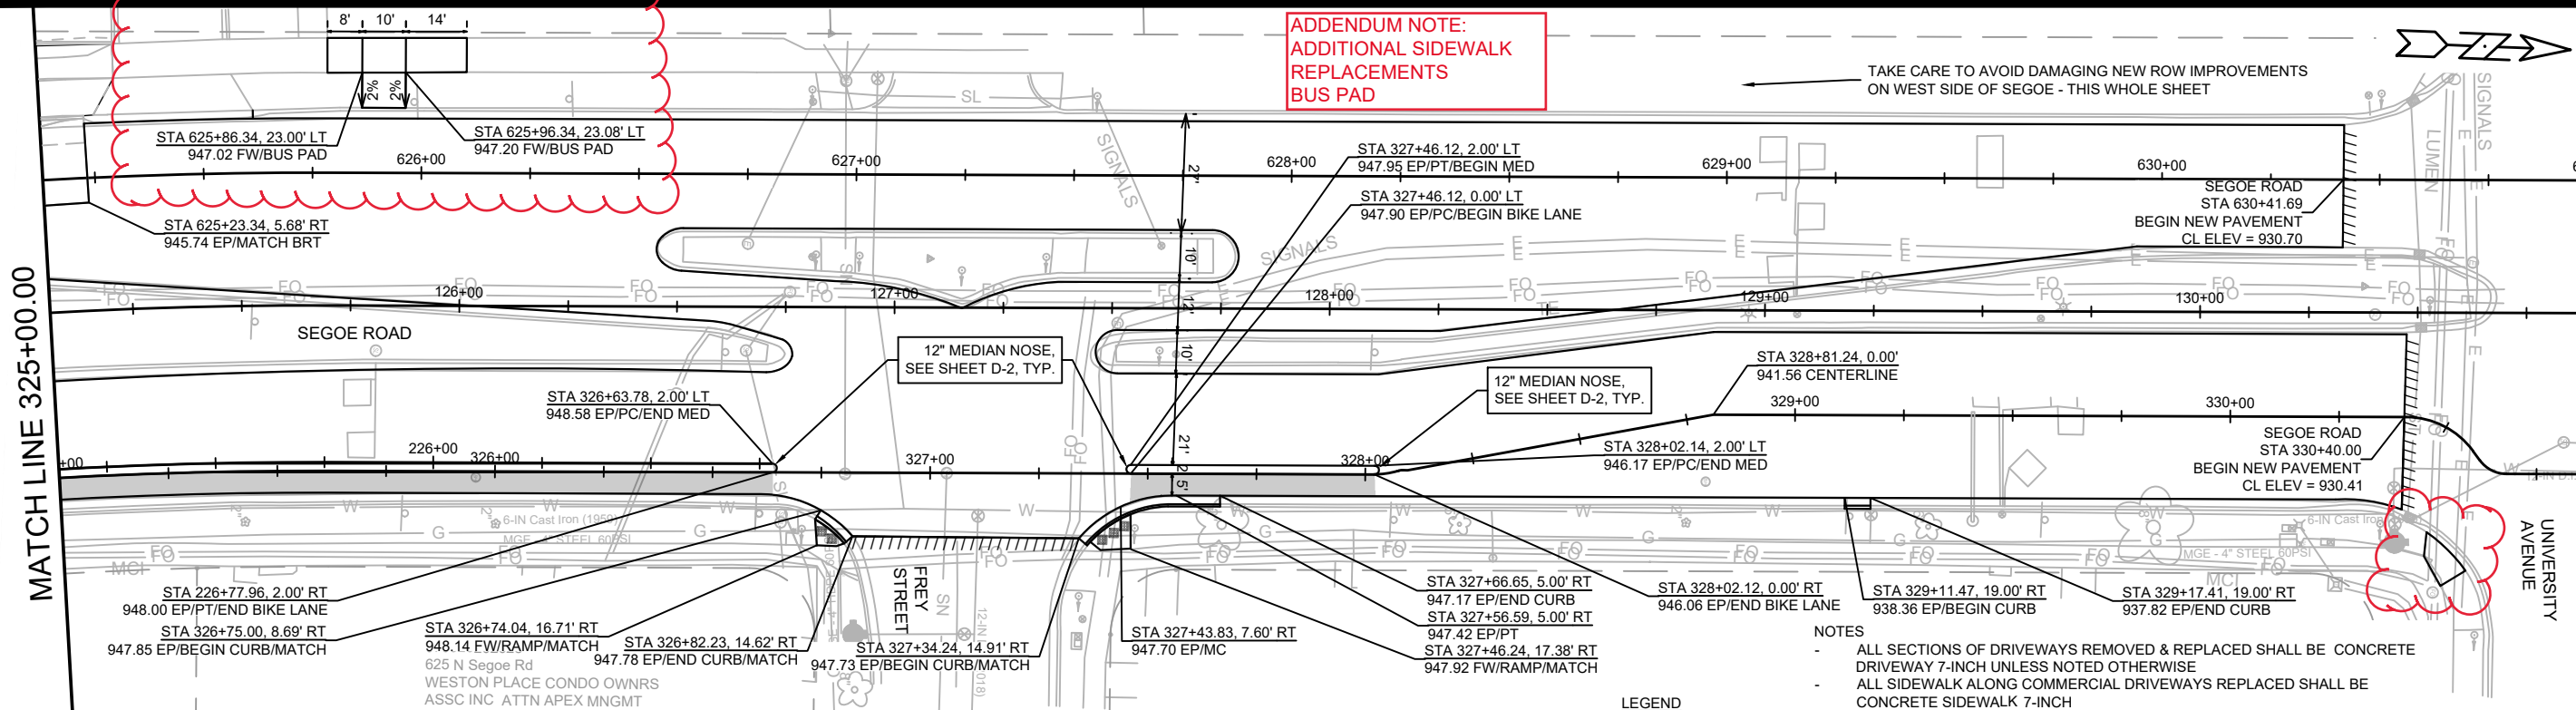 8' 10' 14'
2% 2%
ADDENDUM NOTE:
ADDITIONAL SIDEWALK
REPLACEMENTS
BUS PAD
TAKE CARE TO AVOID DAMAGING NEW ROW IMPROVEMENTS
ON WEST SIDE OF SEGOE - THIS WHOLE SHEET
SL
SIGNALS
SIGNALS
LUMEN
STA 625+86.34, 23.00' LT
947.02 FW/BUS PAD
STA 625+96.34, 23.08' LT
947.20 FW/BUS PAD
626+00
627+00
628+00
629+00
630+00
STA 327+46.12, 2.00' LT
947.95 EP/PT/BEGIN MED
STA 327+46.12, 0.00' LT
947.90 EP/PC/BEGIN BIKE LANE
SEGOE ROAD
STA 630+41.69
BEGIN NEW PAVEMENT
CL ELEV = 930.70
STA 625+23.34, 5.68' RT
945.74 EP/MATCH BRT
SIGNALS
10'
12'
10'
21'
2'
5'
126+00
127+00
128+00
129+00
130+00
MATCH LINE 325+00.00
SEGOE ROAD
12" MEDIAN NOSE,
SEE SHEET D-2, TYP.
12" MEDIAN NOSE,
SEE SHEET D-2, TYP.
STA 328+81.24, 0.00'
941.56 CENTERLINE
STA 326+63.78, 2.00' LT
948.58 EP/PC/END MED
+00
226+00
326+00
327+00
328+00
329+00
330+00
STA 328+02.14, 2.00' LT
946.17 EP/PC/END MED
SEGOE ROAD
STA 330+40.00
BEGIN NEW PAVEMENT
CL ELEV = 930.41
6-IN Cast Iron (1959)
MGE - 4" STEEL 60PSI
6-IN Cast Iron
MGE - 4" STEEL 60PSI
MCI
MCI
FREY
STREET
SN
UNIVERSITY
AVENUE
STA 226+77.96, 2.00' RT
948.00 EP/PT/END BIKE LANE
STA 326+75.00, 8.69' RT
947.85 EP/BEGIN CURB/MATCH
STA 326+74.04, 16.71' RT
948.14 FW/RAMP/MATCH
STA 326+82.23, 14.62' RT
947.78 EP/END CURB/MATCH
STA 327+34.24, 14.91' RT
947.73 EP/BEGIN CURB/MATCH
STA 327+43.83, 7.60' RT
947.70 EP/MC
STA 327+66.65, 5.00' RT
947.17 EP/END CURB
STA 327+56.59, 5.00' RT
947.42 EP/PT
STA 327+46.24, 17.38' RT
947.92 FW/RAMP/MATCH
STA 328+02.12, 0.00' RT
946.06 EP/END BIKE LANE
STA 329+11.47, 19.00' RT
938.36 EP/BEGIN CURB
STA 329+17.41, 19.00' RT
937.82 EP/END CURB
625 N Segoe Rd
WESTON PLACE CONDO OWNRS
ASSC INC ATTN APEX MNGMT
NOTES
- ALL SECTIONS OF DRIVEWAYS REMOVED & REPLACED SHALL BE CONCRETE
DRIVEWAY 7-INCH UNLESS NOTED OTHERWISE
- ALL SIDEWALK ALONG COMMERCIAL DRIVEWAYS REPLACED SHALL BE
CONCRETE SIDEWALK 7-INCH
LEGEND